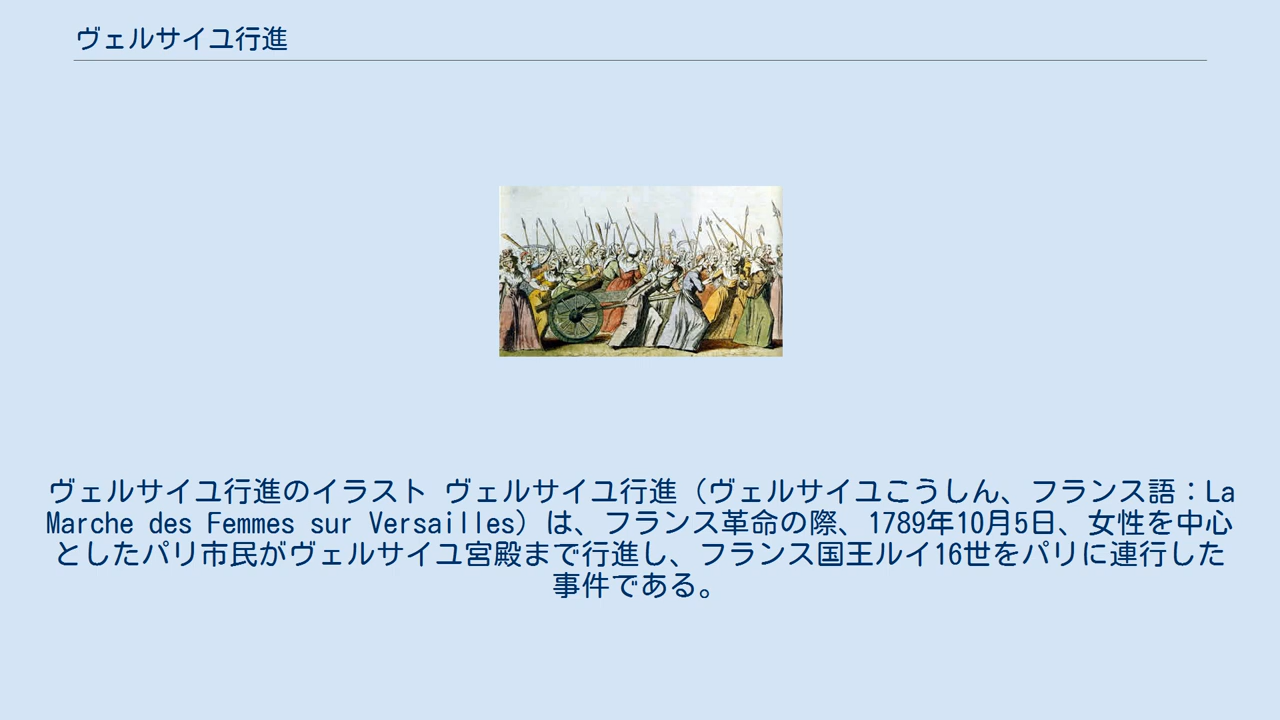 ヴェルサイユ行進
ヴェルサイユ行進のイラスト ヴェルサイユ行進（ヴェルサイユこうしん、フランス語：La
Marche des Femmes sur Versailles）は、フランス革命の際、1789年10月5日、女性を中心
としたパリ市民がヴェルサイユ宮殿まで行進し、フランス国王ルイ16世をパリに連行した
事件である。